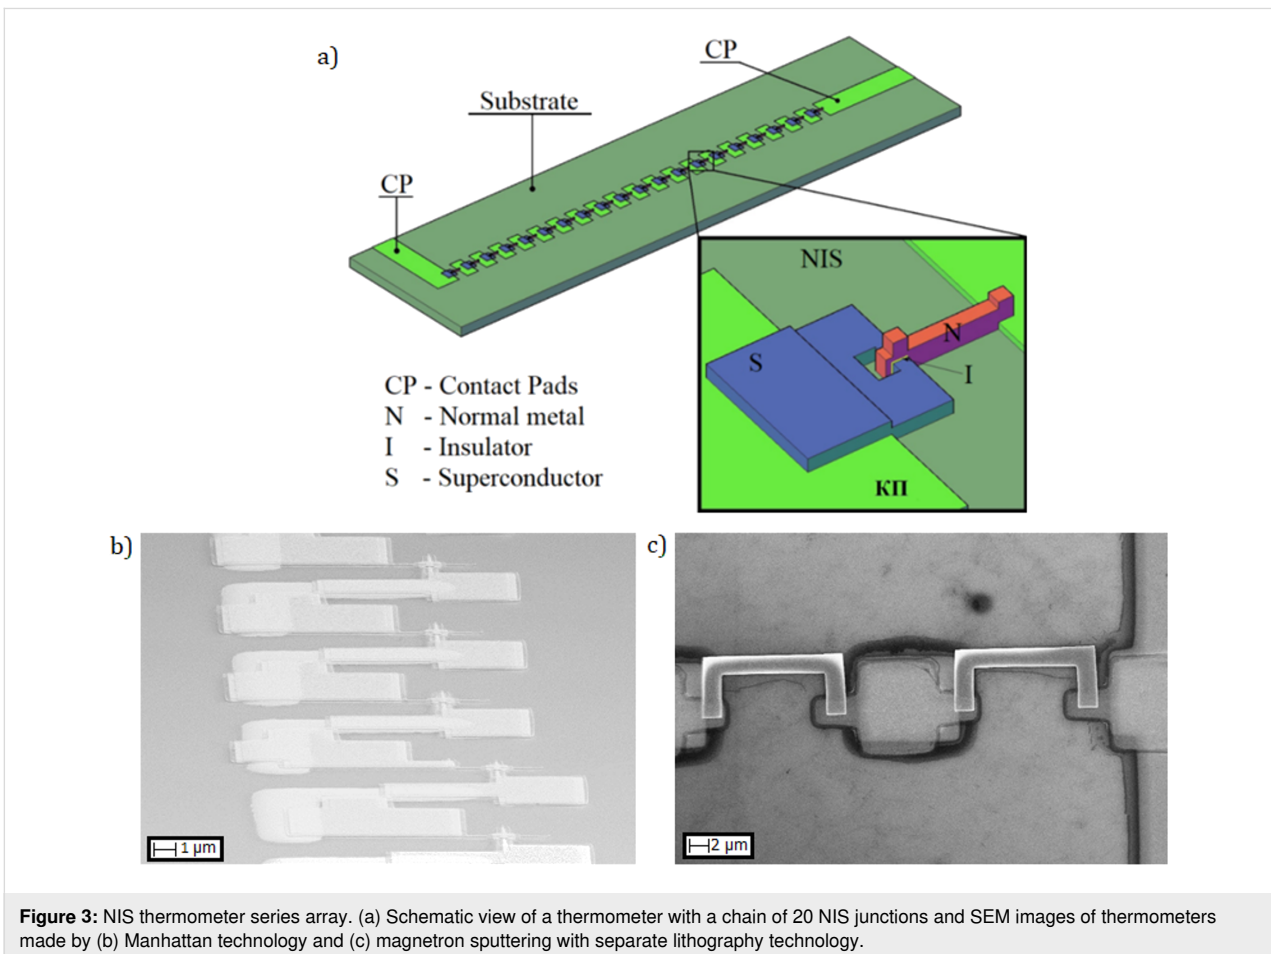 a)
CP
Substrate
CP
NIS
N
S
I
КП
CP - Contact Pads
N - Normal metal
I - Insulator
S - Superconductor
b)
c)
1 µm
2 µm
Figure 3: NIS thermometer series array. (a) Schematic view of a thermometer with a chain of 20 NIS junctions and SEM images of thermometers
made by (b) Manhattan technology and (c) magnetron sputtering with separate lithography technology.